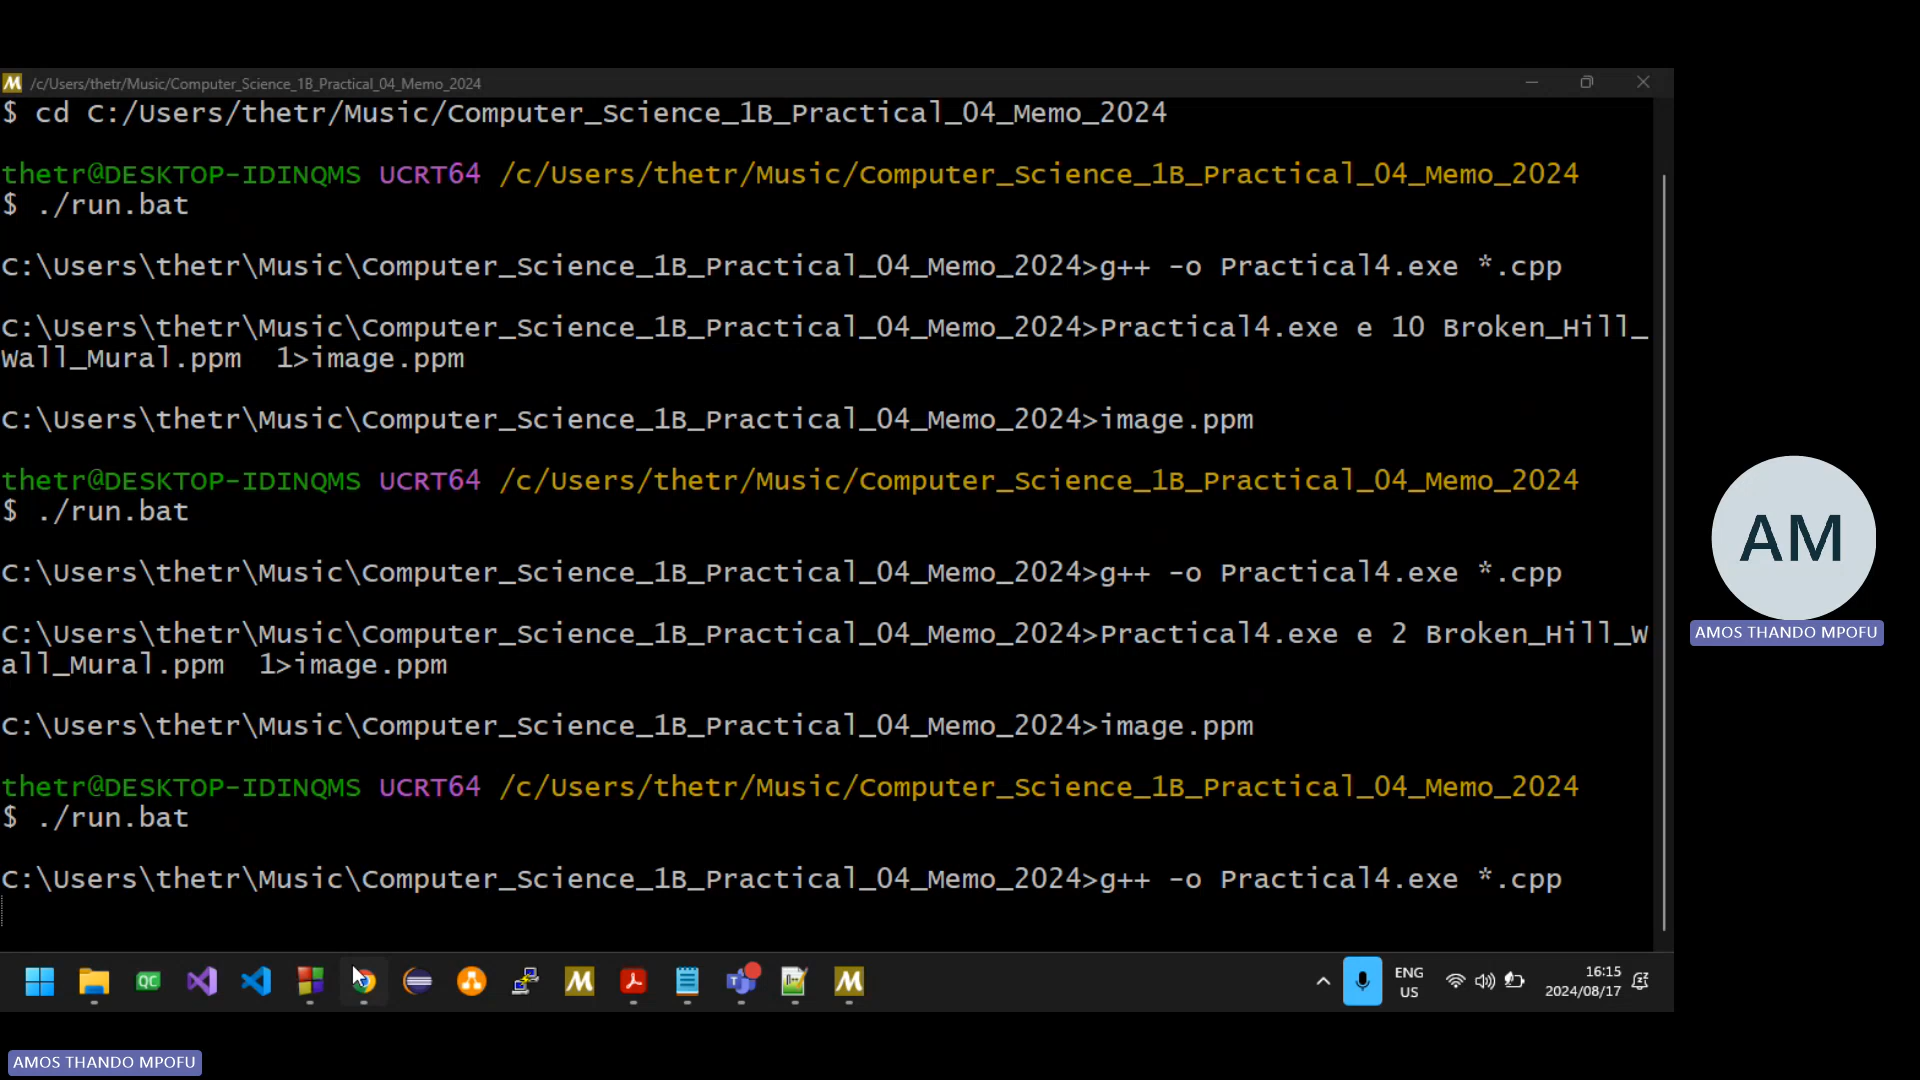 /c/Users/thetr/Music/Computer_Science_1B_Practical_04_Memo_2024
$ cd C:/Users/thetr/Music/Computer_Science_1B_Practical_04_Memo_2024
thetr@DESKTOP-IDINQMS UCRT64 /c/Users/thetr/Music/Computer_Science_1B_Practical_04_Memo_2024
$ ./run.bat
C:\Users\thetr\Music\Computer_Science_1B_Practical_04_Memo_2024>g++ -o Practical4.exe *.cpp
C:\Users\thetr\Music\Computer_Science_1B_Practical_04_Memo_2024>Practical4.exe e 10 Broken_Hill_
Wall_Mural.ppm  1>image.ppm
C:\Users\thetr\Music\Computer_Science_1B_Practical_04_Memo_2024>image.ppm
thetr@DESKTOP-IDINQMS UCRT64 /c/Users/thetr/Music/Computer_Science_1B_Practical_04_Memo_2024
$ ./run.bat
C:\Users\thetr\Music\Computer_Science_1B_Practical_04_Memo_2024>g++ -o Practical4.exe *.cpp
C:\Users\thetr\Music\Computer_Science_1B_Practical_04_Memo_2024>Practical4.exe e 2 Broken_Hill_W
all_Mural.ppm  1>image.ppm
C:\Users\thetr\Music\Computer_Science_1B_Practical_04_Memo_2024>image.ppm
thetr@DESKTOP-IDINQMS UCRT64 /c/Users/thetr/Music/Computer_Science_1B_Practical_04_Memo_2024
$ ./run.bat
C:\Users\thetr\Music\Computer_Science_1B_Practical_04_Memo_2024>g++ -o Practical4.exe *.cpp
AM
AMOS THANDO MPOFU
QC
ENG
US
16:15
2024/08/17
AMOS THANDO MPOFU